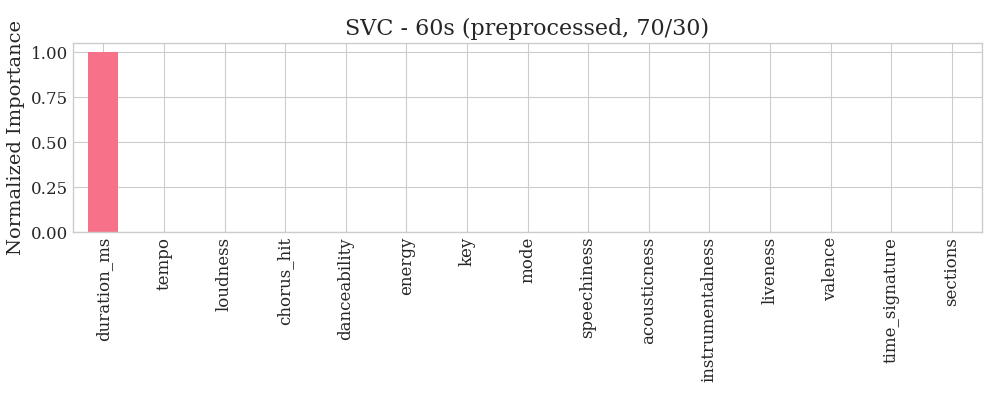 SVC - 60s (preprocessed, 70/30)
Normalized Importance
1.00
0.75
0.50
0.25
0.00
duration_ms
tempo
loudness
chorus_hit
danceability
energy
key
mode
speechiness
acousticness
instrumentalness
liveness
valence
time_signature
sections